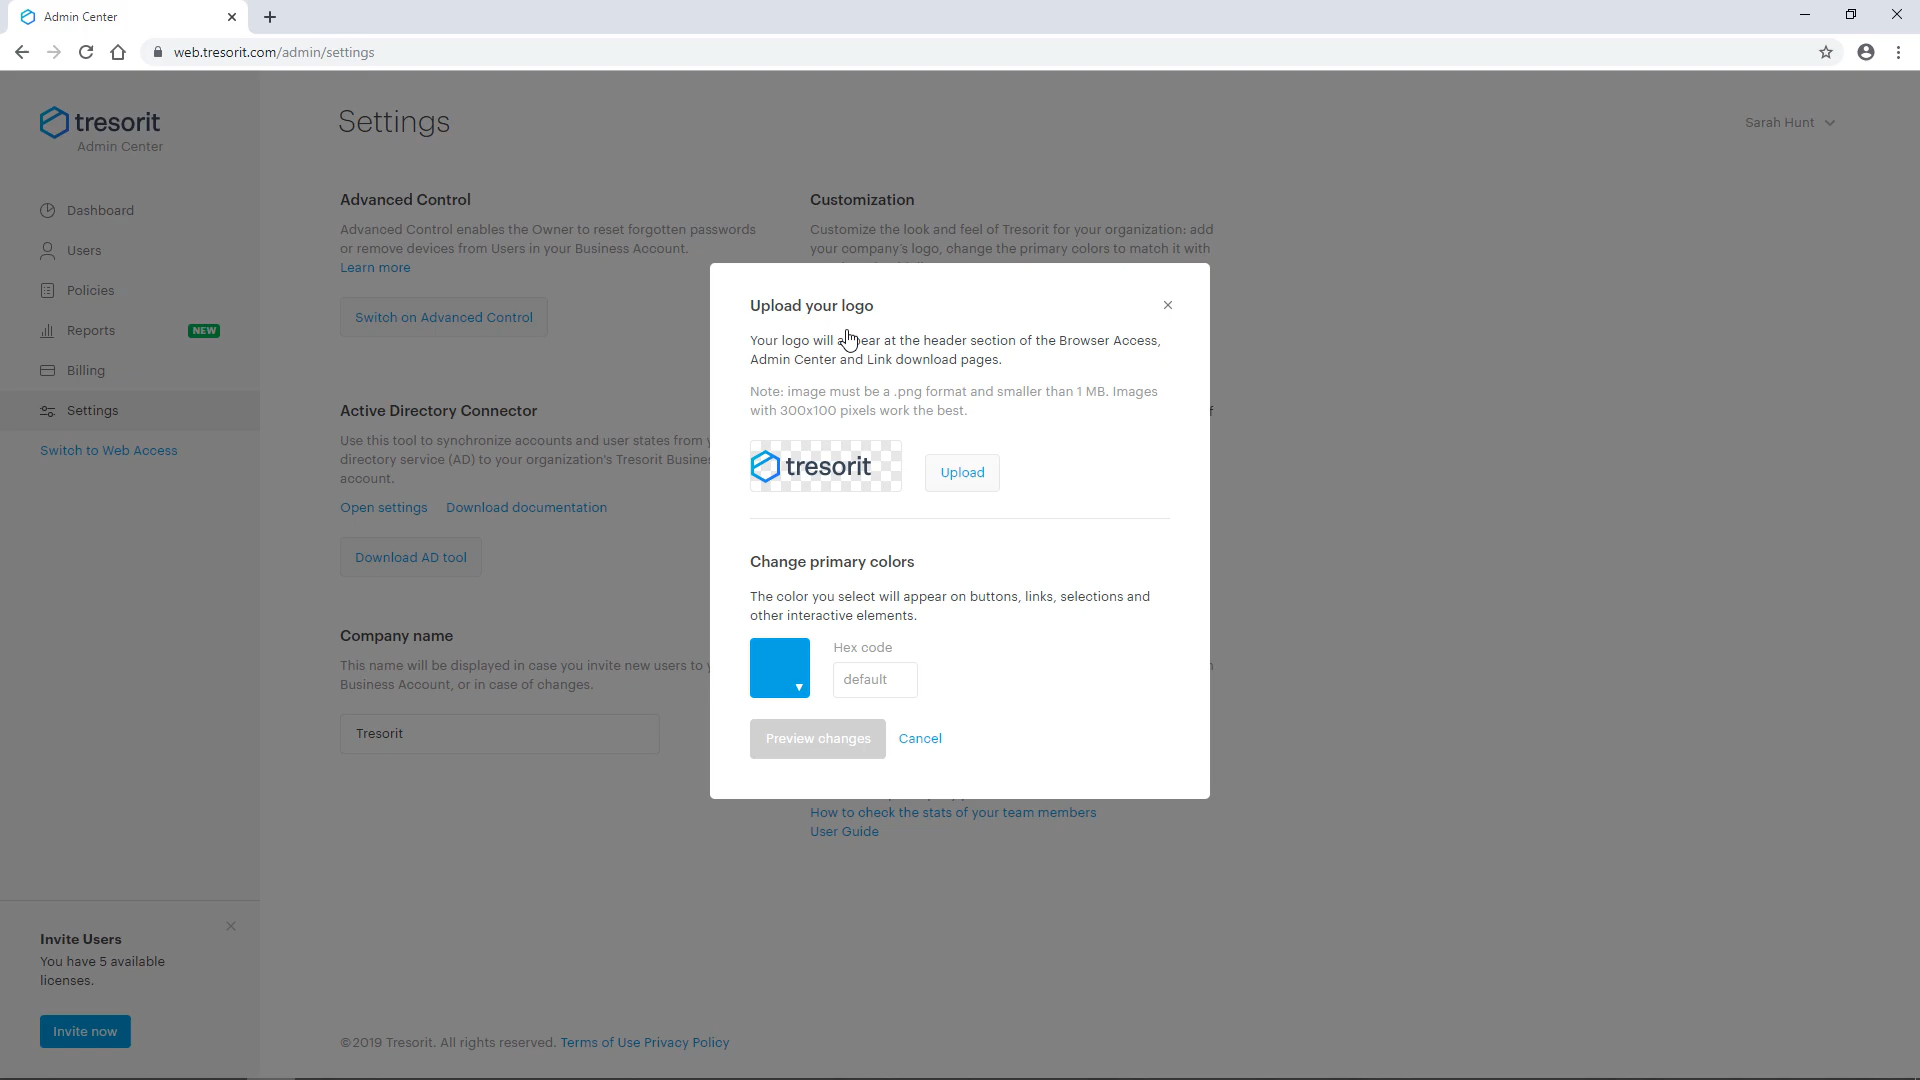 Admin Center
web.tresorit.com/admin/settings
tresorit
Admin Center
Dashboard
Users
Policies
Reports NEW
Billing
Settings
Switch to Web Access
Invite Users
You have 5 available
licenses.
Invite now
Settings
Sarah Hunt
Advanced Control
Advanced Control enables the Owner to reset forgotten passwords
or remove devices from Users in your Business Account.
Learn more
Switch on Advanced Control
Customization
Customize the look and feel of Tresorit for your organization: add
your company's logo, change the primary colors to match it with
Active Directory Connector
Use this tool to synchronize accounts and user states from
directory service (AD) to your organization's Tresorit
account.
Open settings Download documentation
Download AD tool
Company name
This name will be displayed in case you invite new users to
Business Account, or in case of changes.
Tresorit
Upload your logo
Your logo will appear at the header section of the Browser Access,
Admin Center and Link download pages.
Note: image must be a .png format and smaller than 1 MB. Images
with 300x100 pixels work the best.
tresorit
Upload
Change primary colors
The color you select will appear on buttons, links, selections and
other interactive elements.
Hex code
default
Preview changes Cancel
How to check the stats of your team members
User Guide
©2019 Tresorit. All rights reserved. Terms of Use Privacy Policy